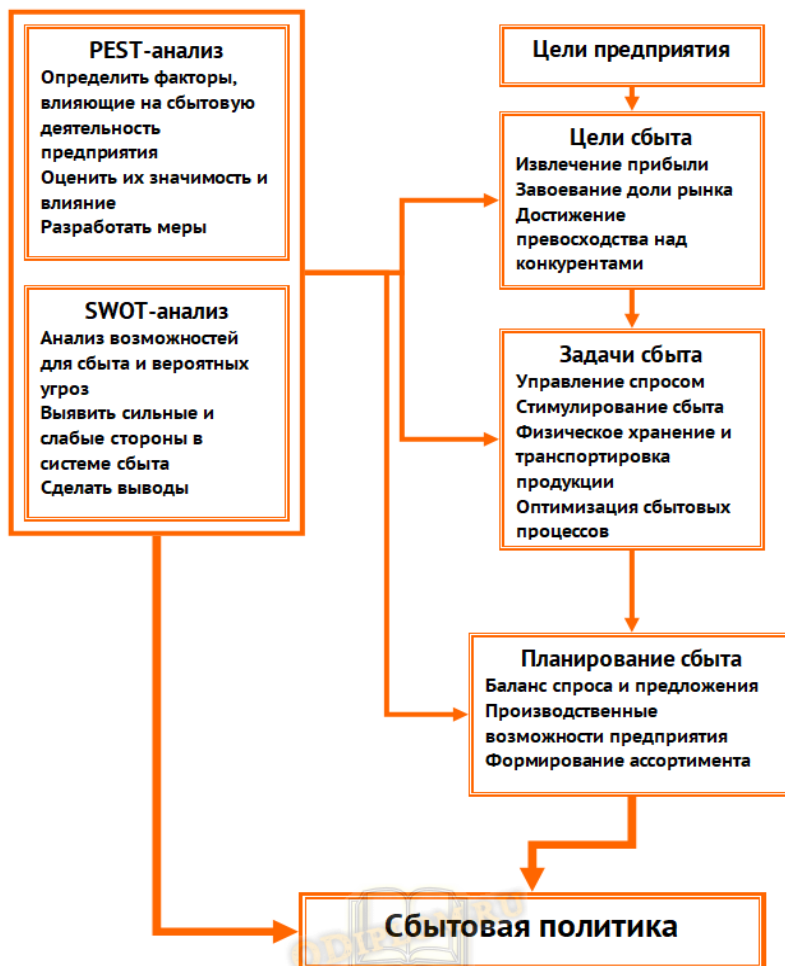 PEST-анализ
Определить факторы,
влияющие на сбытовую
деятельность
предприятия
Оценить их значимость и
влияние
Разработать меры
SWOT-анализ
Анализ возможностей
для сбыта и вероятных
угроз
Выявить сильные и
слабые стороны в
системе сбыта
Сделать выводы
Цели предприятия
Цели сбыта
Извлечение прибыли
Завоевание доли рынка
Достижение
превосходства над
конкурентами
Задачи сбыта
Управление спросом
Стимулирование сбыта
Физическое хранение и
транспортировка
продукции
Оптимизация сбытовых
процессов
Планирование сбыта
Баланс спроса и предложения
Производственные
возможности предприятия
Формирование ассортимента
Сбытовая политика